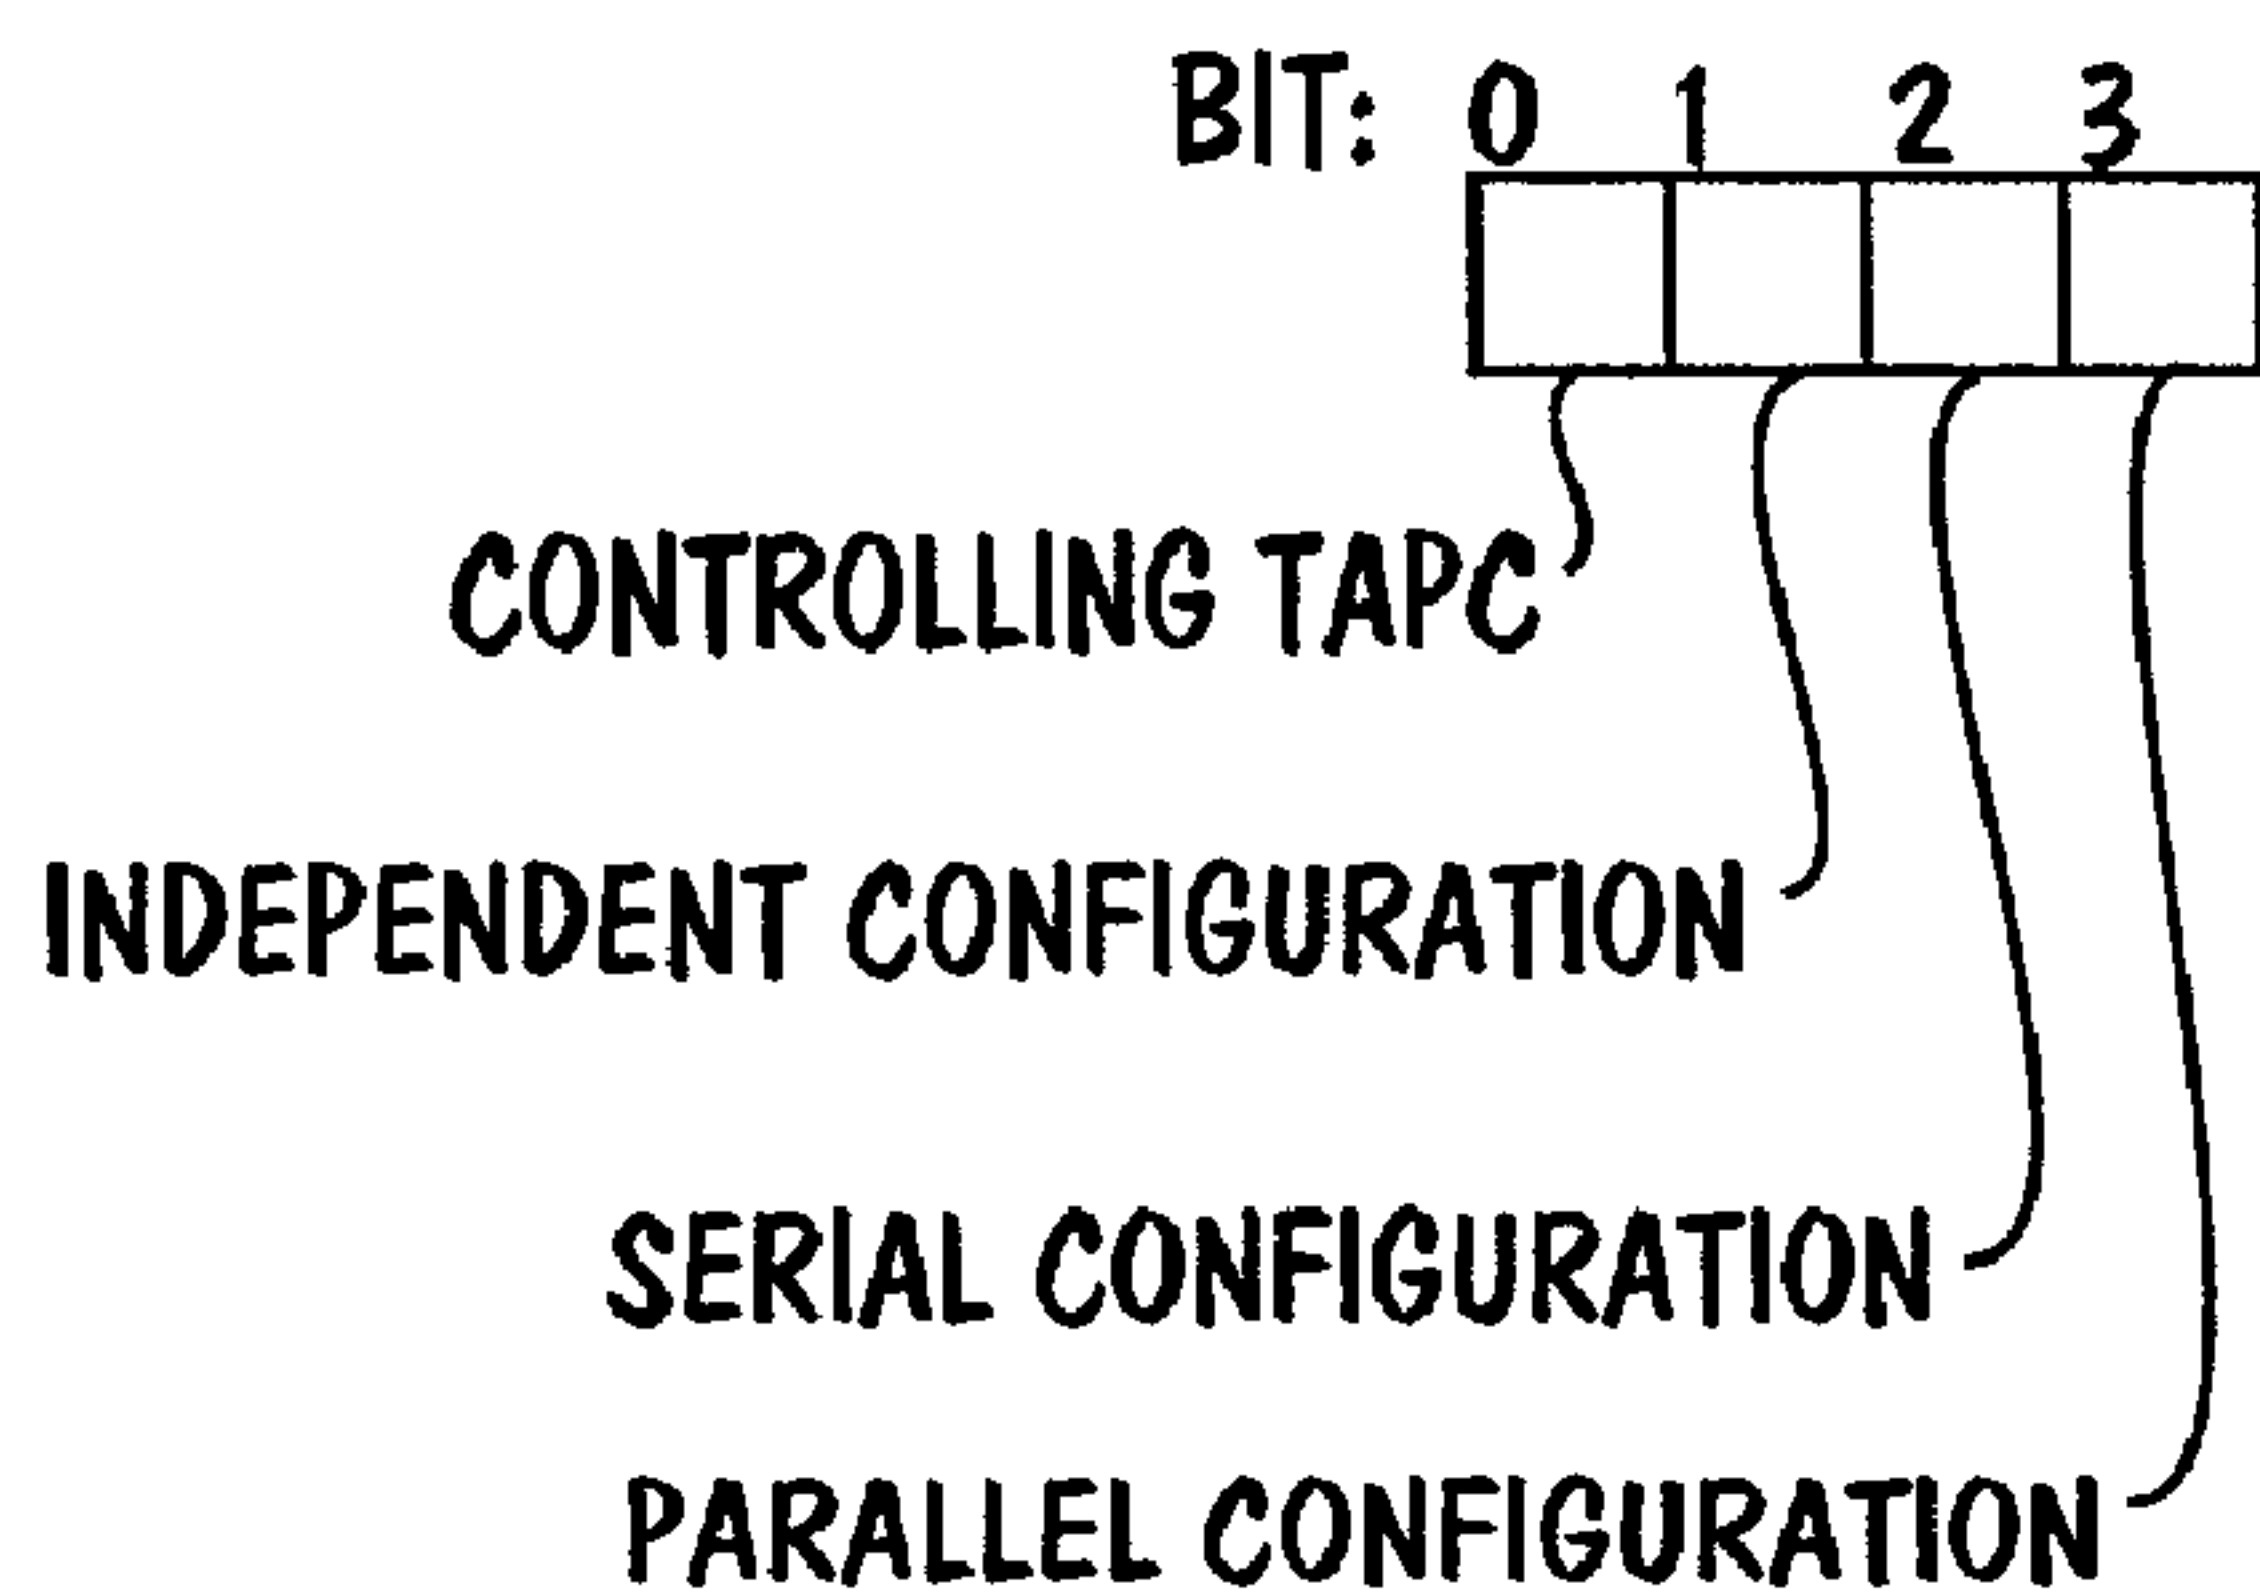 BIT: 0 1 2 3
CONTROLLING TAPC
INDEPENDENT CONFIGURATION
SERIAL CONFIGURATION
PARALLEL CONFIGURATION